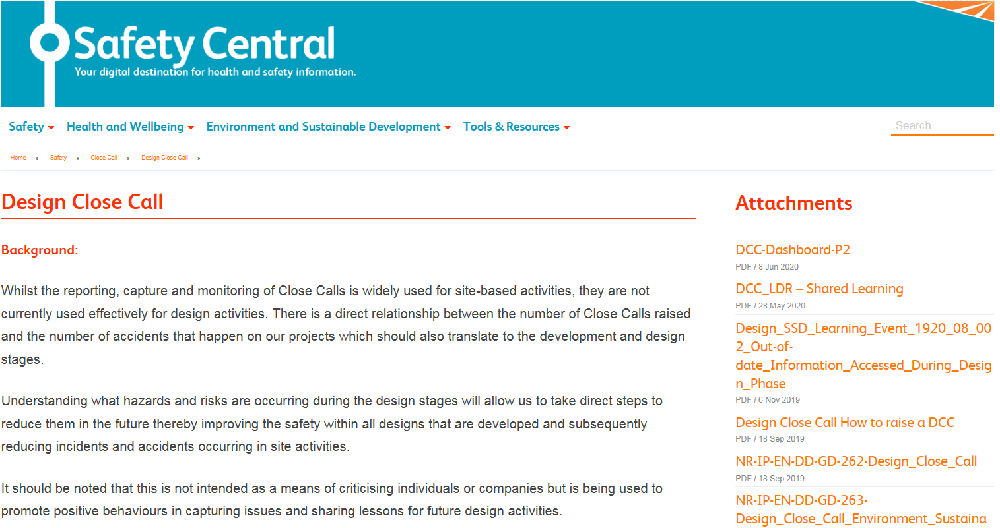 Safety Central
Your digital destination for health and safety information.
Safety Health and Wellbeing Environment and Sustainable Development Tools & Resources Search...
Home » Safety » Close Call » Design Close Call »
Design Close Call
Background:
Whilst the reporting, capture and monitoring of Close Calls is widely used for site-based activities, they are not
currently used effectively for design activities. There is a direct relationship between the number of Close Calls raised
and the number of accidents that happen on our projects which should also translate to the development and design
stages.
Understanding what hazards and risks are occurring during the design stages will allow us to take direct steps to
reduce them in the future thereby improving the safety within all designs that are developed and subsequently
reducing incidents and accidents occurring in site activities.
It should be noted that this is not intended as a means of criticising individuals or companies but is being used to
promote positive behaviours in capturing issues and sharing lessons for future design activities.
Attachments
DCC-Dashboard-P2
PDF / 8 Jun 2020
DCC_LDR – Shared Learning
PDF / 28 May 2020
Design_SSD_Learning_Event_1920_08_00
2_Out-of-
date_Information_Accessed_During_Desig
n_Phase
PDF / 6 Nov 2019
Design Close Call How to raise a DCC
PDF / 18 Sep 2019
NR-IP-EN-DD-GD-262-Design_Close_Call
PDF / 18 Sep 2019
NR-IP-EN-DD-GD-263-
Design_Close_Call_Environment_Sustaina